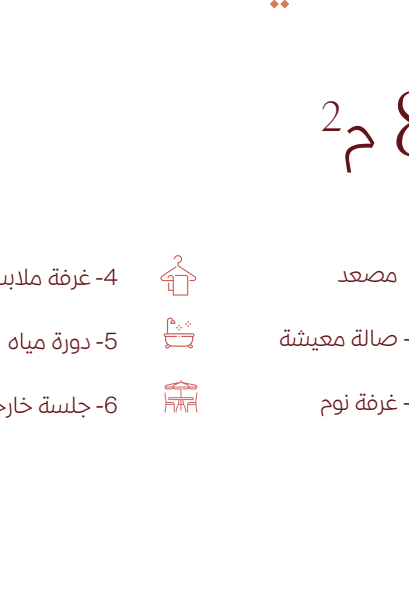 م2
مصعد
- صالة معيشة
- غرفة نوم
4- غرفة
5- دورة مياه
6- جلسة